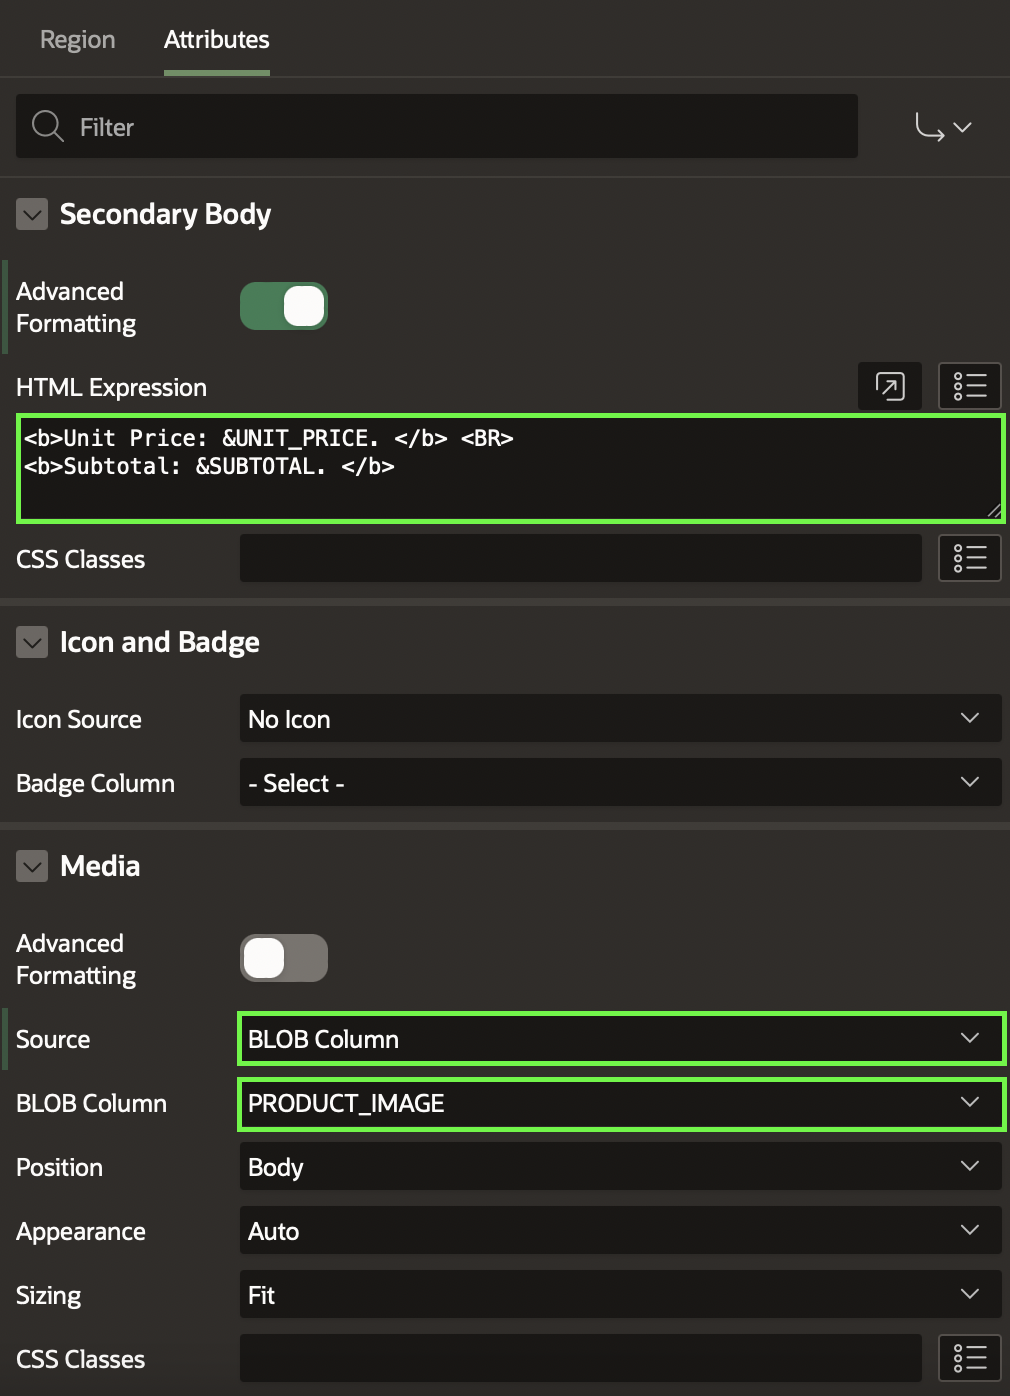 Region Attributes
Filter
Secondary Body
Advanced
Formatting
HTML Expression
<b>Unit Price: &UNIT_PRICE. </b> <BR>
<b>Subtotal: &SUBTOTAL. </b>
CSS Classes
Icon and Badge
Icon Source No Icon
Badge Column - Select -
Media
Advanced
Formatting
Source BLOB Column
BLOB Column PRODUCT_IMAGE
Position Body
Appearance Auto
Sizing Fit
CSS Classes